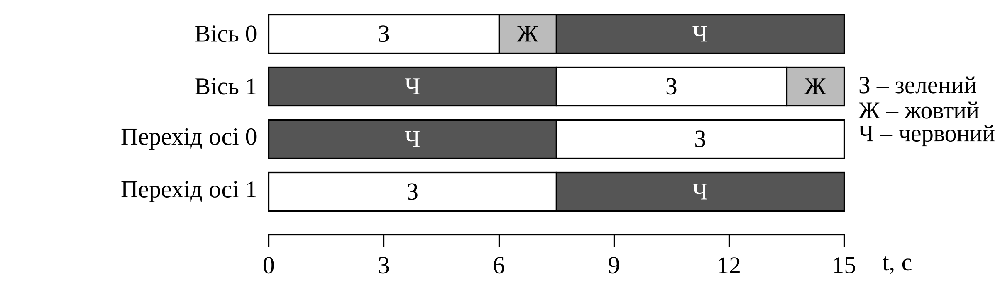 Вісь 0 З Ж Ч
Вісь 1 Ч З Ж
Перехід осі 0 Ч З
Перехід осі 1 З Ч
З – зелений
Ж – жовтий
Ч – червоний
0 3 6 9 12 15 t, с